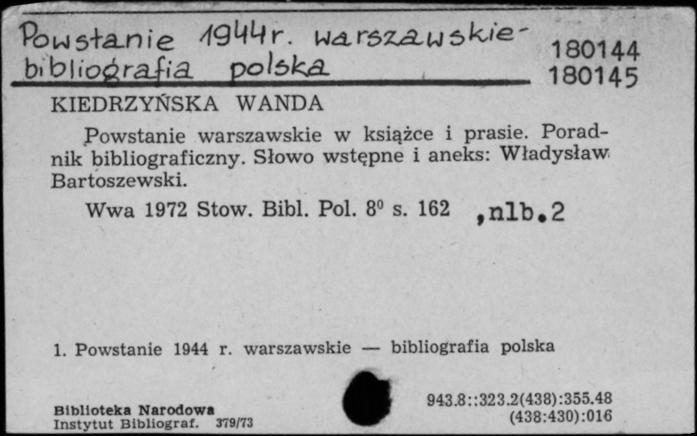 Powstanie 1944r. warszawskie-
bibliografia polska
180144
180145
KIEDRZYŃSKA WANDA
Powstanie warszawskie w książce i prasie. Porad-
nik bibliograficzny. Słowo wstępne i aneks: Władysław
Bartoszewski.
Wwa 1972 Stow. Bibl. Pol. 8⁰ s. 162 ,nlb.2
1. Powstanie 1944 r. warszawskie — bibliografia polska
Biblioteka Narodowa
Instytut Bibliograf. 379/73
943.8::323.2(438):355.48
(438:430):016